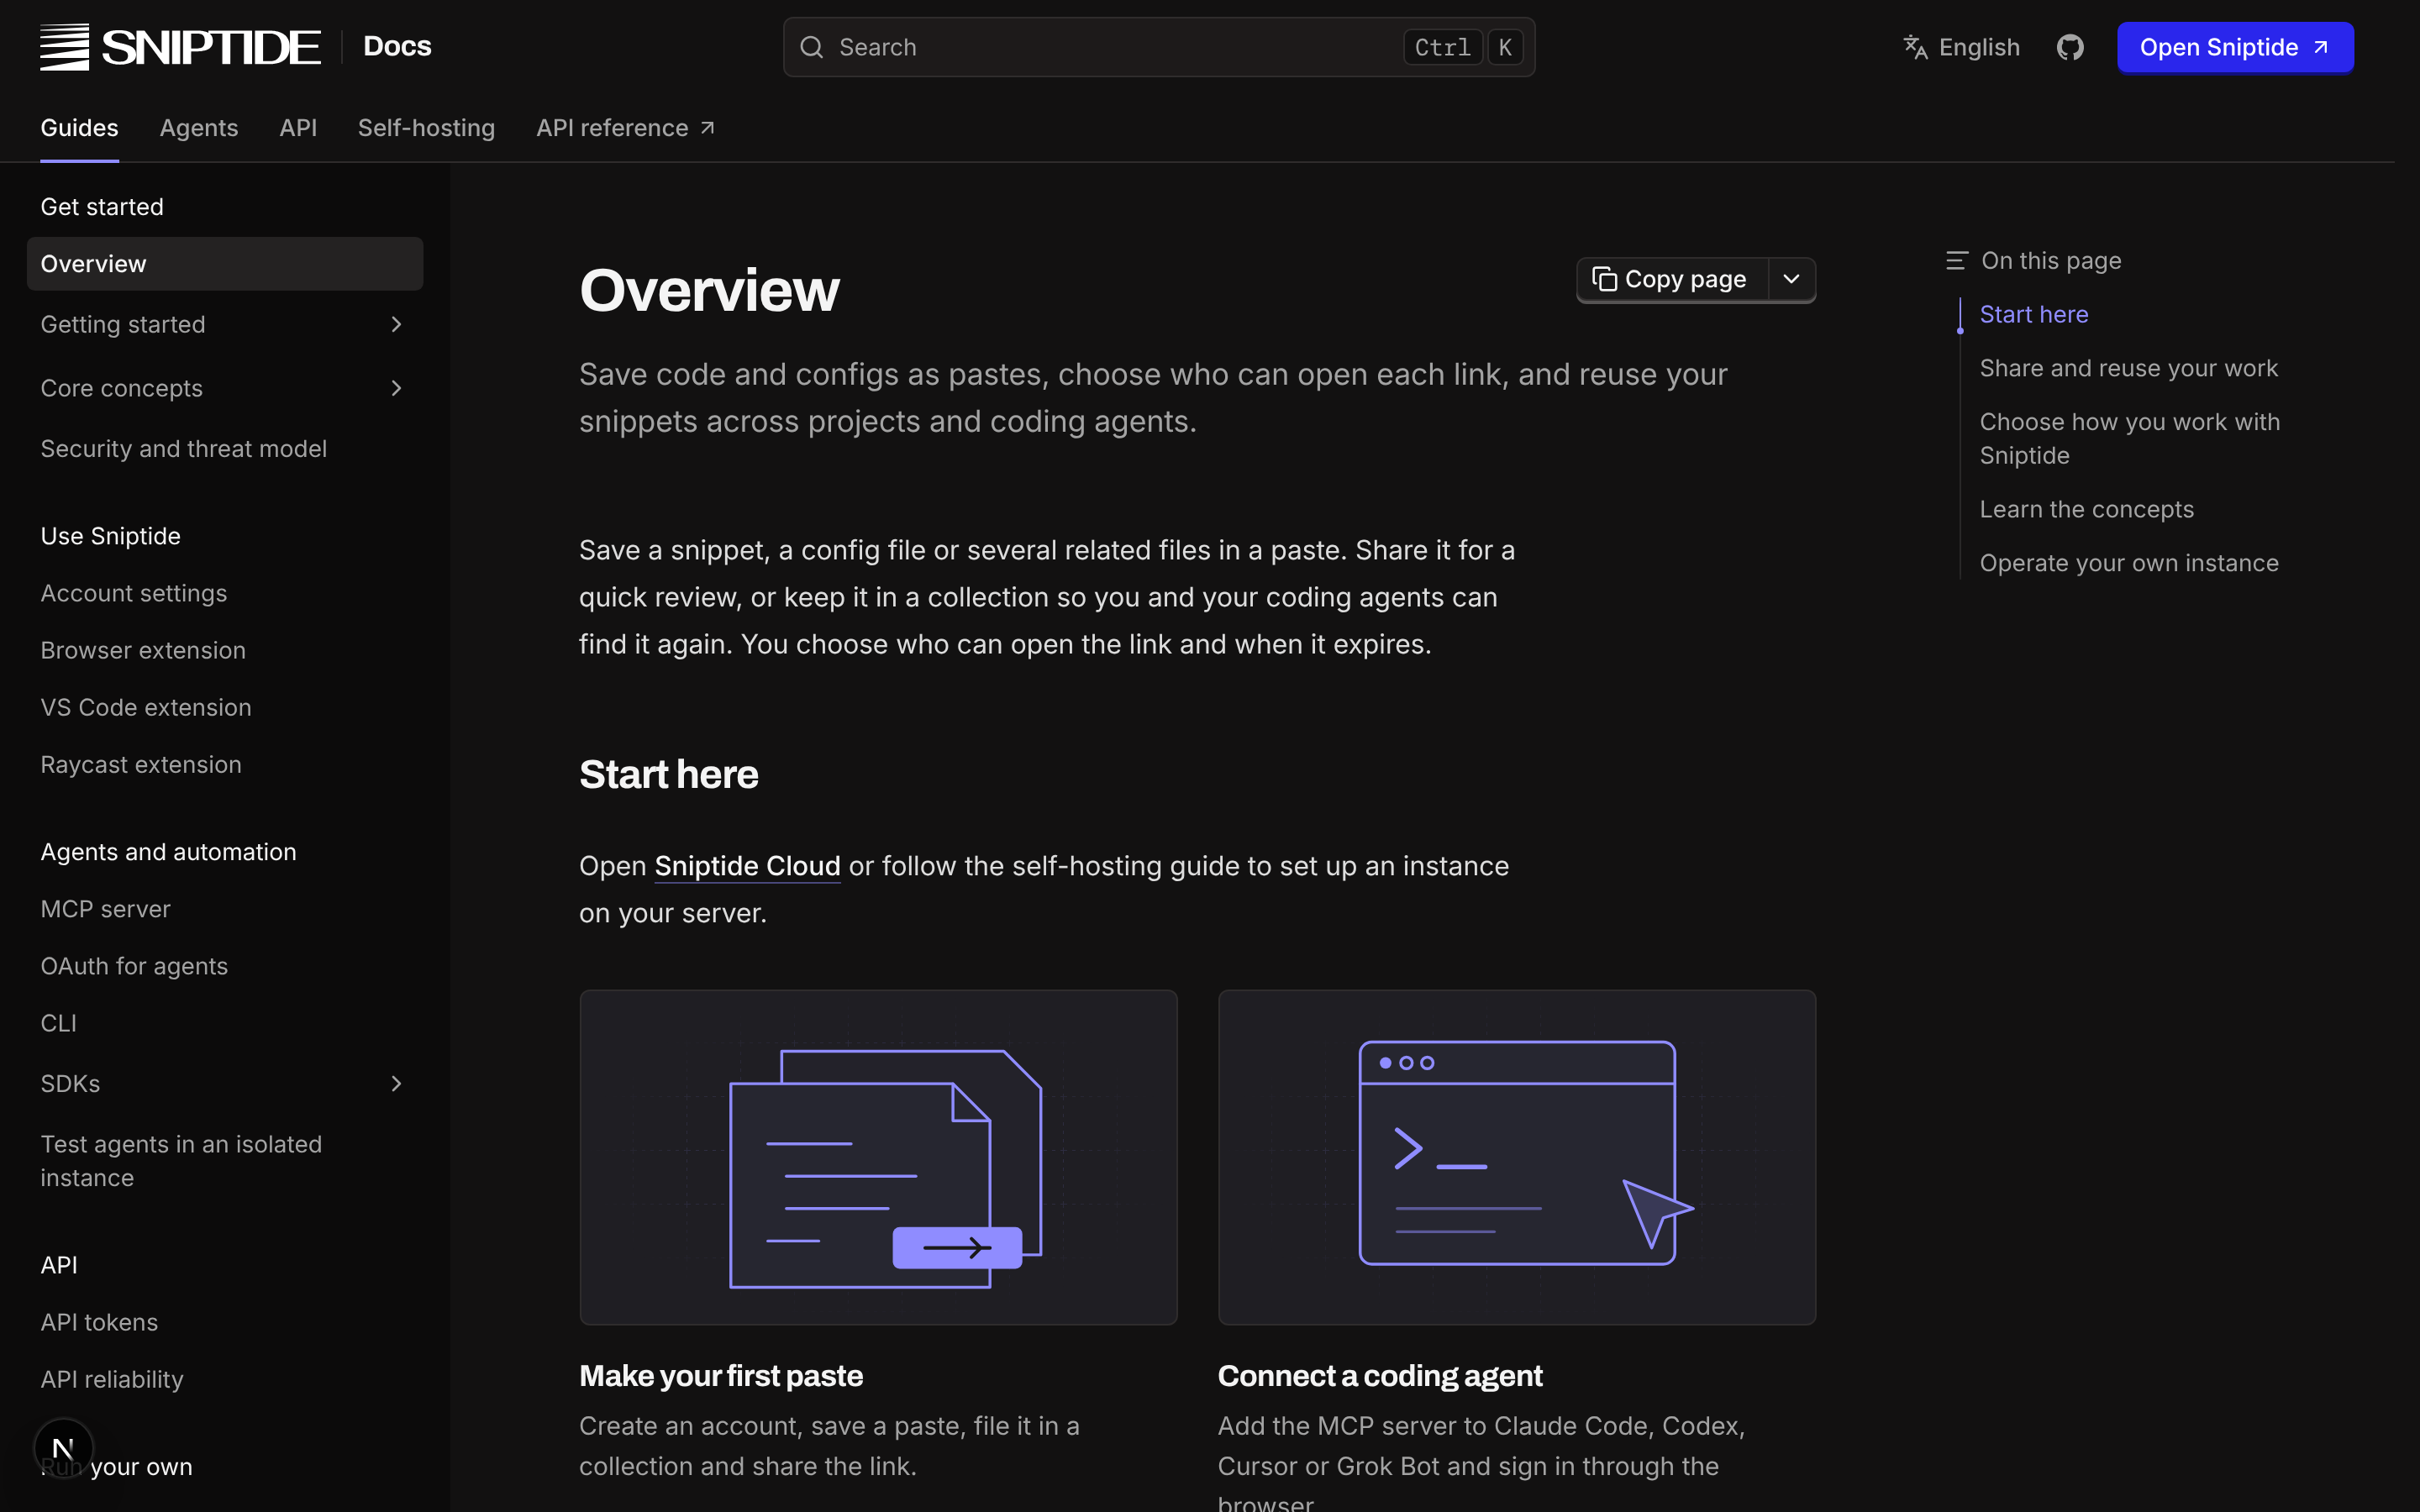 SNIPTIDE
Docs
Search
Ctrl K
English
Open Sniptide
Guides
Agents
API
Self-hosting
API reference
Get started
Overview
Getting started
Core concepts
Security and threat model
Use Sniptide
Account settings
Browser extension
VS Code extension
Raycast extension
Agents and automation
MCP server
OAuth for agents
CLI
SDKs
Test agents in an isolated
instance
API
API tokens
API reliability
N
Run your own
Overview
Copy page
Save code and configs as pastes, choose who can open each link, and reuse your
snippets across projects and coding agents.
Save a snippet, a config file or several related files in a paste. Share it for a
quick review, or keep it in a collection so you and your coding agents can
find it again. You choose who can open the link and when it expires.
Start here
Open Sniptide Cloud or follow the self-hosting guide to set up an instance
on your server.
Make your first paste
Create an account, save a paste, file it in a
collection and share the link.
Connect a coding agent
Add the MCP server to Claude Code, Codex,
Cursor or Grok Bot and sign in through the
browser
On this page
Start here
Share and reuse your work
Choose how you work with
Sniptide
Learn the concepts
Operate your own instance